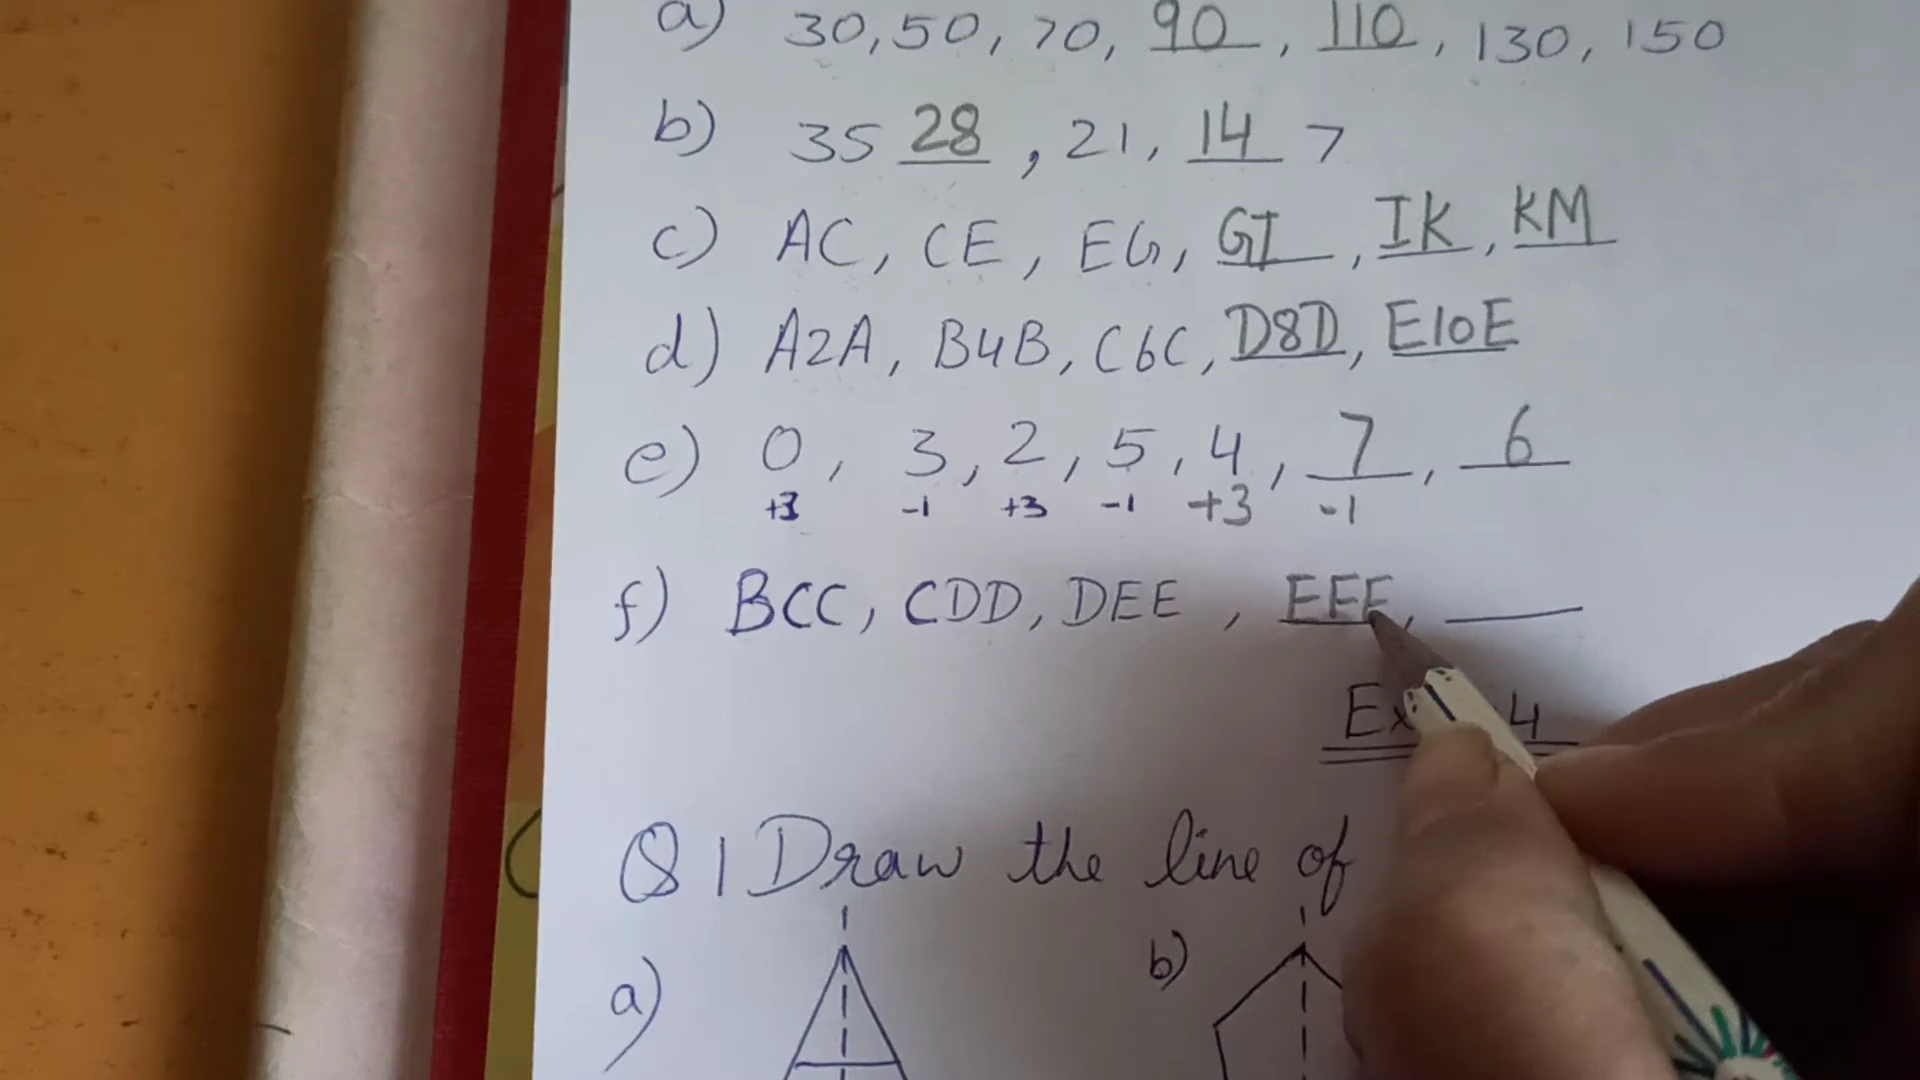 a) 30, 50, 70, 90, 110, 130, 150
b) 35 28, 21, 14 7
c) AC, CE, EG, GI, IK, KM
d) A2A, B4B, C6C, D8D, E10E
e) 0, 3, 2, 5, 4, 7, 6
+3 -1 +3 -1 +3 -1
f) BCC, CDD, DEE, EFF, ___
4
Q1 Draw the line of
a) b)